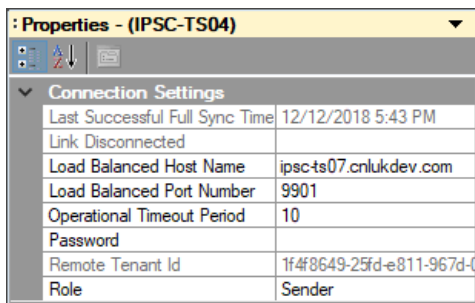 Properties - (IPSC-TS04)
Connection Settings
Last Successful Full Sync Time 12/12/2018 5:43 PM
Link Disconnected
Load Balanced Host Name ipsc-ts07.cnlukdev.com
Load Balanced Port Number 9901
Operational Timeout Period 10
Password
Remote Tenant Id 1f4f8649-25fd-e811-967d-
Role Sender